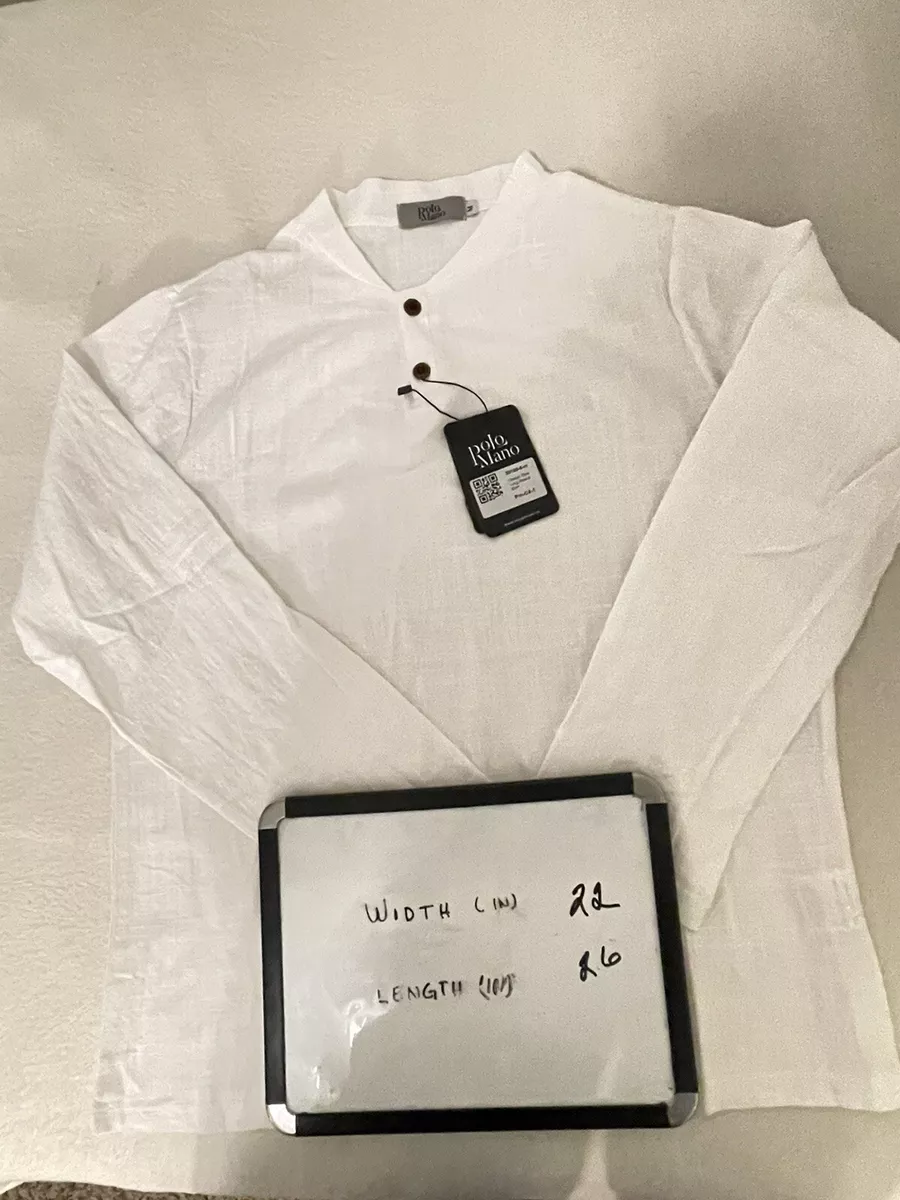 Polo
Mano
M
Polo
Mano
WIDTH (IN) 22
LENGTH (IN) 26